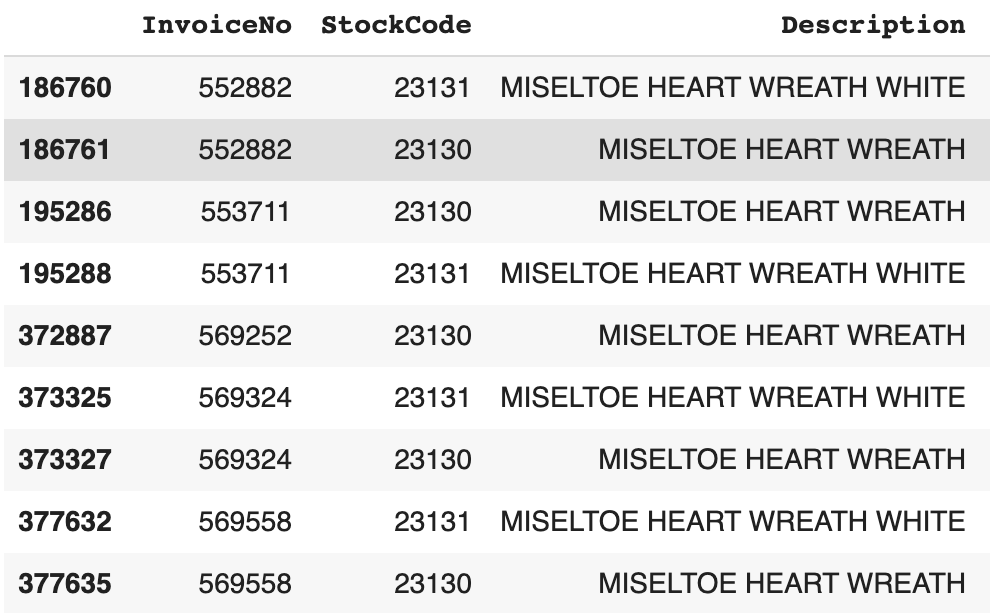 InvoiceNo StockCode Description
186760 552882 23131 MISELTOE HEART WREATH WHITE
186761 552882 23130 MISELTOE HEART WREATH
195286 553711 23130 MISELTOE HEART WREATH
195288 553711 23131 MISELTOE HEART WREATH WHITE
372887 569252 23130 MISELTOE HEART WREATH
373325 569324 23131 MISELTOE HEART WREATH WHITE
373327 569324 23130 MISELTOE HEART WREATH
377632 569558 23131 MISELTOE HEART WREATH WHITE
377635 569558 23130 MISELTOE HEART WREATH